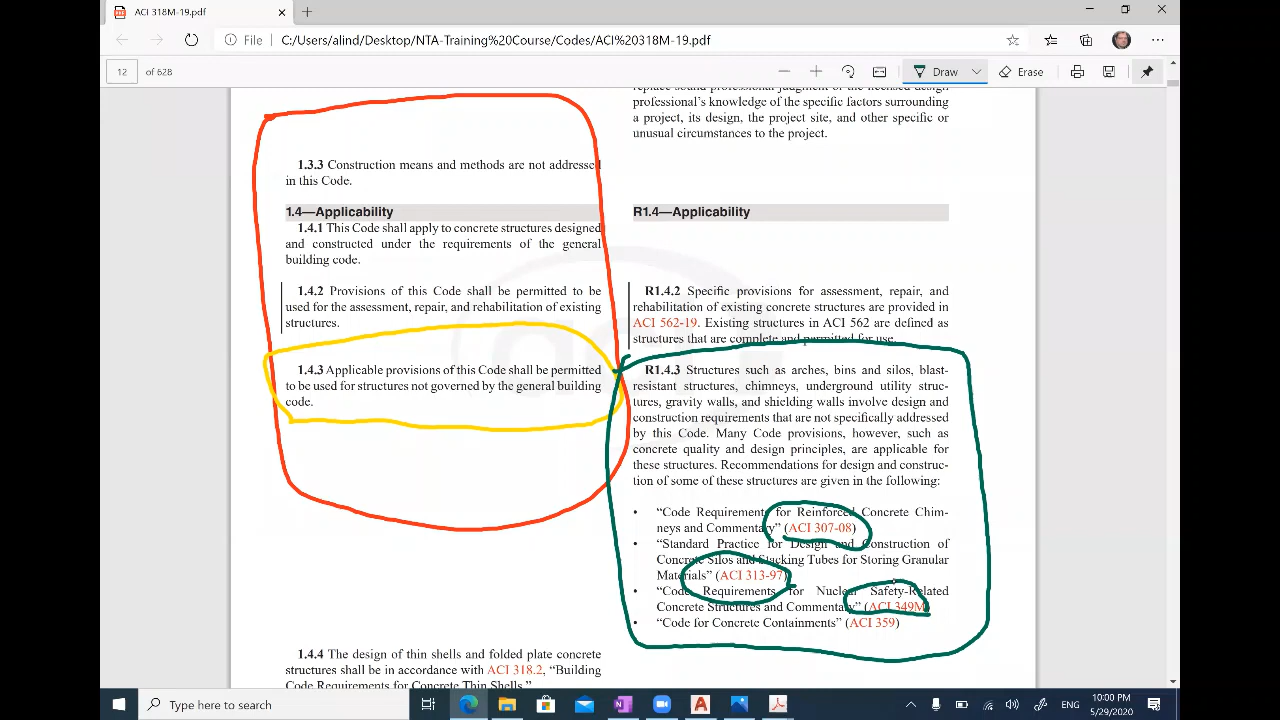 ACI 318M-19.pdf
File
C:/Users/alind/Desktop/NTA-Training%20Course/Codes/ACI%20318M-19.pdf
12 of 628
Draw
Erase
professional's knowledge of the specific factors surrounding
a project, its design, the project site, and other specific or
unusual circumstances to the project.
1.3.3 Construction means and methods are not addressed
in this Code.
1.4—Applicability
1.4.1 This Code shall apply to concrete structures designed
and constructed under the requirements of the general
building code.
1.4.2 Provisions of this Code shall be permitted to be
used for the assessment, repair, and rehabilitation of existing
structures.
1.4.3 Applicable provisions of this Code shall be permitted
to be used for structures not governed by the general building
code.
1.4.4 The design of thin shells and folded plate concrete
structures shall be in accordance with ACI 318.2, "Building
Code Requirements for Concrete Thin Shells."
R1.4—Applicability
R1.4.2 Specific provisions for assessment, repair, and
rehabilitation of existing concrete structures are provided in
ACI 562-19. Existing structures in ACI 562 are defined as
structures that are complete and permitted for use.
R1.4.3 Structures such as arches, bins and silos, blast-
resistant structures, chimneys, underground utility struc-
tures, gravity walls, and shielding walls involve design and
construction requirements that are not specifically addressed
by this Code. Many Code provisions, however, such as
concrete quality and design principles, are applicable for
these structures. Recommendations for design and construc-
tion of some of these structures are given in the following:
• "Code Requirements for Reinforced Concrete Chim-
neys and Commentary" (ACI 307-08)
• "Standard Practice for Design and Construction of
Concrete Silos and Stacking Tubes for Storing Granular
Materials" (ACI 313-97)
• "Code Requirements for Nuclear Safety-Related
Concrete Structures and Commentary" (ACI 349M)
• "Code for Concrete Containments" (ACI 359)
Type here to search
ENG
10:00 PM
5/29/2020